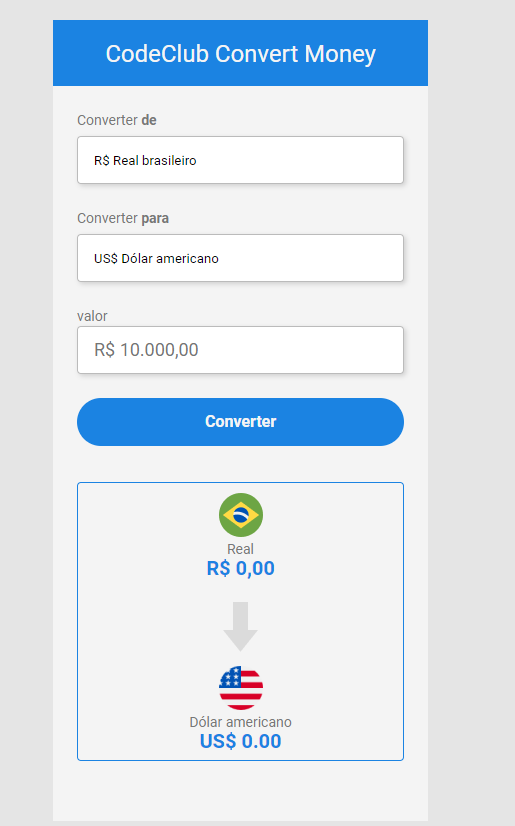 CodeClub Convert Money
Converter de
R$ Real brasileiro
Converter para
US$ Dólar americano
valor
R$ 10.000,00
Converter
Real
R$ 0,00
Dólar americano
US$ 0.00